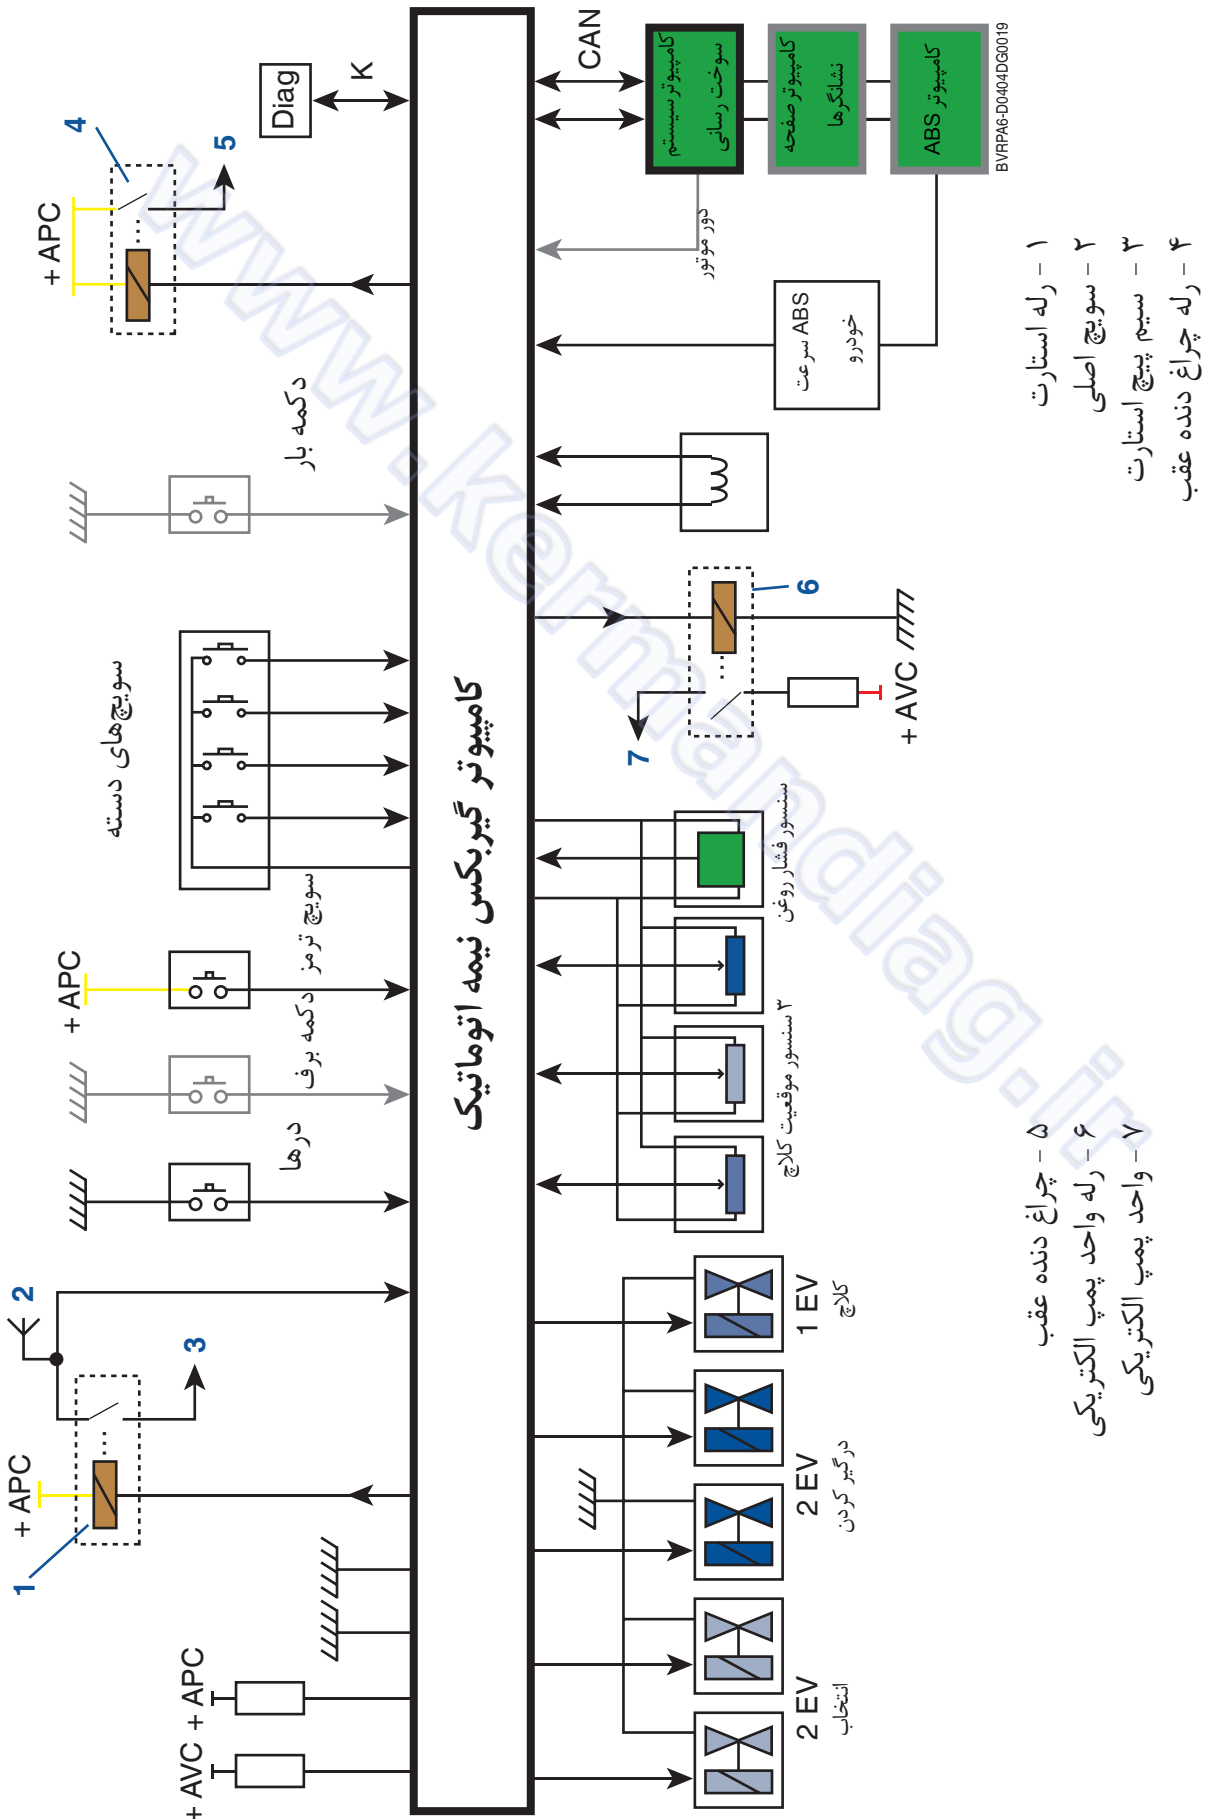 + AVC
+ APC
+ APC
1
2
3
درها
دکمه برف
+ APC
سویچ ترمز
سویچ‌های دسته
دکمه بار
+ APC
4
5
Diag
K
کامپیوتر گیربکس نیمه اتوماتیک
2 EV
انتخاب
2 EV
درگیر کردن
1 EV
کلاچ
۳ سنسور موقعیت کلاچ
سنسور فشار روغن
7
+ AVC
6
سرعت ABS
خودرو
دور موتور
CAN
کامپیوتر سیستم
سوخت رسانی
کامپیوتر صفحه
نشانگرها
کامپیوتر ABS
BVRPA6-D0404DG0019
۱ - رله استارت
۲ - سویچ اصلی
۳ - سیم پیچ استارت
۴ - رله چراغ دنده عقب
۵ - چراغ دنده عقب
۶ - رله واحد پمپ الکتریکی
۷ - واحد پمپ الکتریکی
www.kermandiag.ir